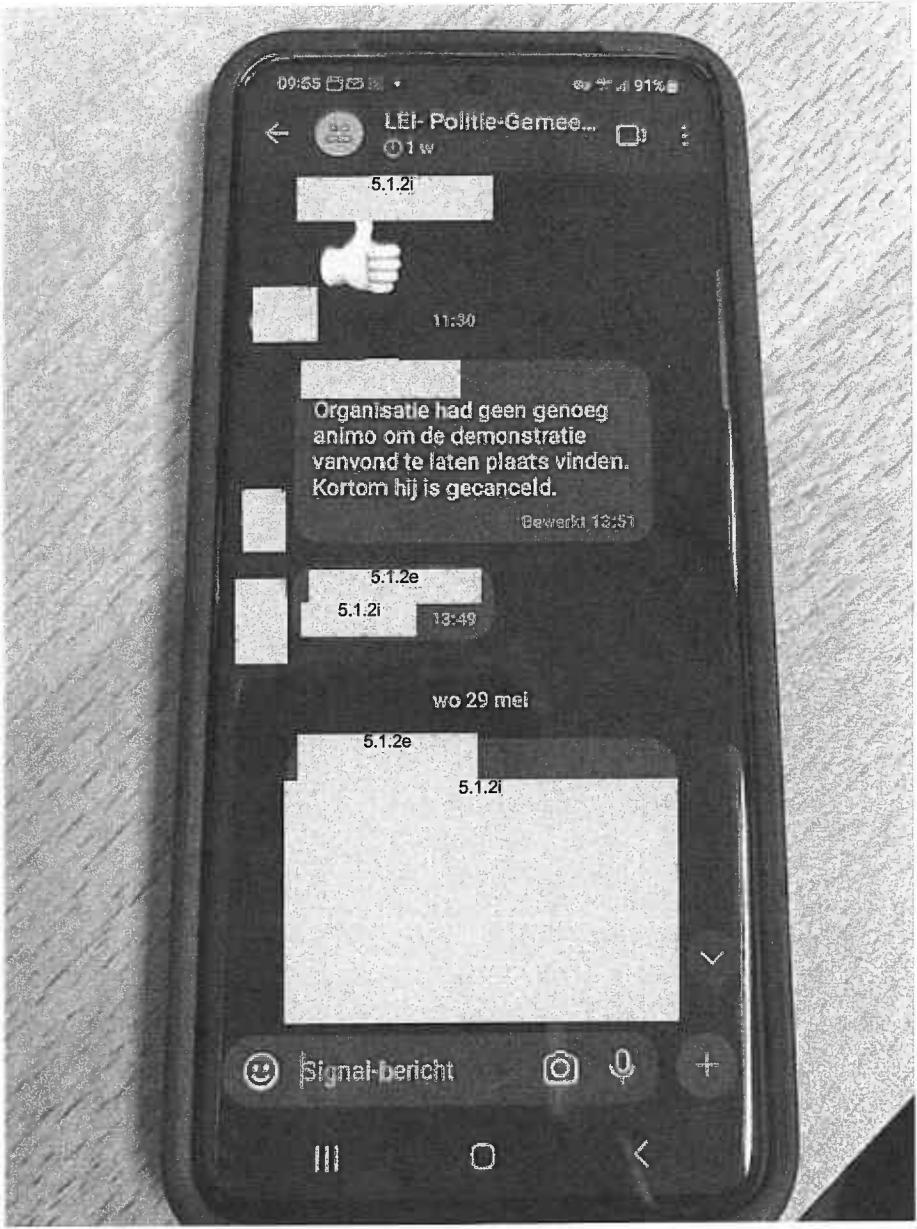 09:55
91%
LEI- Politie-Gemee...
1 w
5.1.2i
11:30
Organisatie had geen genoeg
animo om de demonstratie
vanvond te laten plaats vinden.
Kortom hij is gecanceld.
Bewerkt 13:51
5.1.2e
5.1.2i
13:49
wo 29 mei
5.1.2e
5.1.2i
Signal-bericht